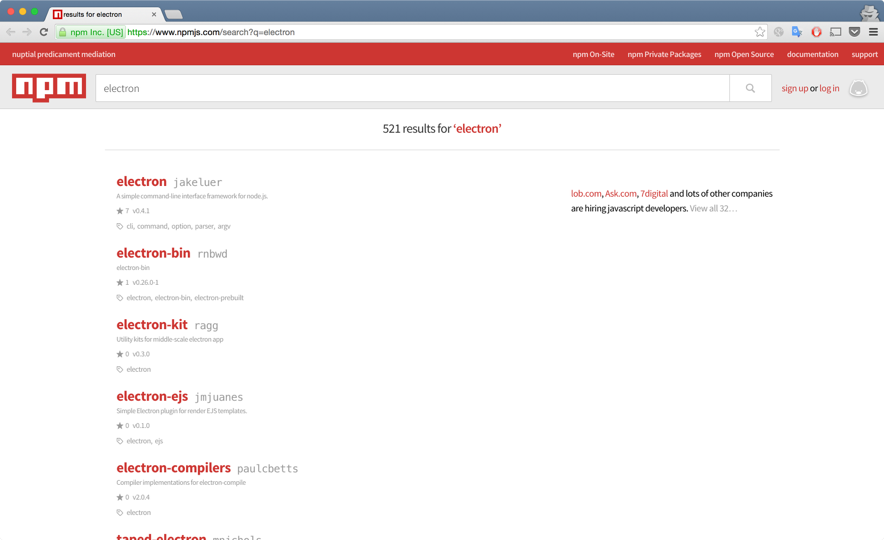 results for electron
npm Inc. [US] https://www.npmjs.com/search?q=electron
nuptial predicament mediation
npm On-Site npm Private Packages npm Open Source documentation support
npm
electron
sign up or log in
521 results for ‘electron’
electron jakeluer
A simple command-line interface framework for node.js.
7 v0.4.1
cli, command, option, parser, argv
electron-bin rnbwd
electron-bin
1 v0.26.0-1
electron, electron-bin, electron-prebuilt
electron-kit ragg
Utility kits for middle-scale electron app
0 v0.3.0
electron
electron-ejs jmjuanes
Simple Electron plugin for render EJS templates.
0 v0.1.0
electron, ejs
electron-compilers paulcbetts
Compiler implementations for electron-compile
0 v2.0.4
electron
taped-electron mnichols
lob.com, Ask.com, 7digital and lots of other companies
are hiring javascript developers. View all 32…